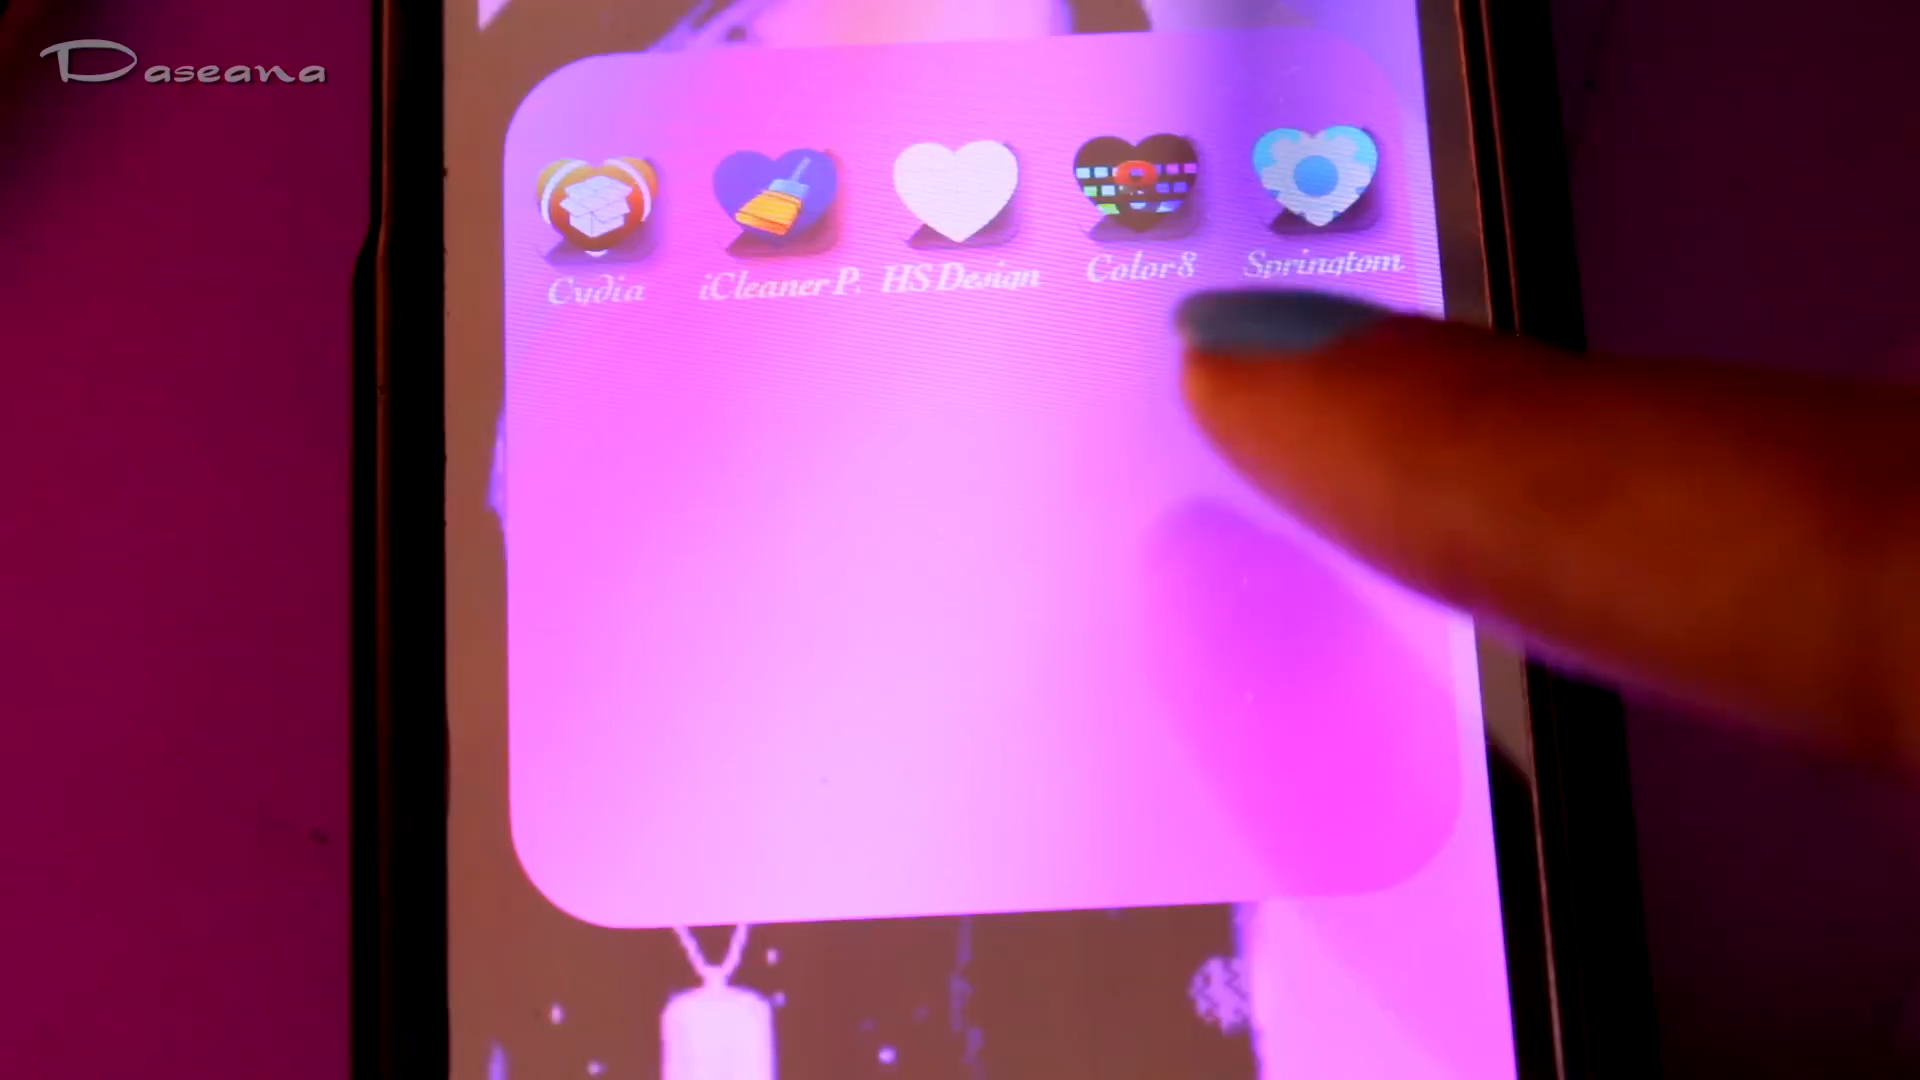 Daseana
Cydia
iCleaner P.
HS Design
Color8
Springtom